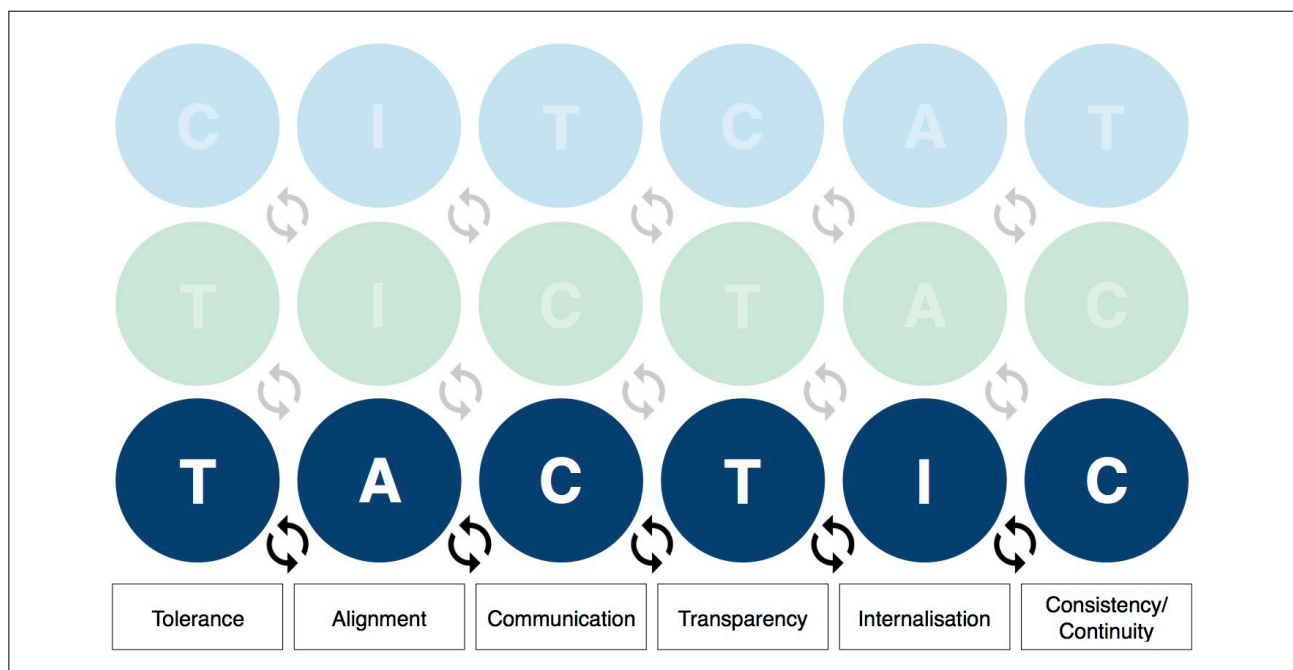 C I T C A T
T I C T A C
T A C T I C
Tolerance Alignment Communication Transparency Internalisation Consistency/
Continuity